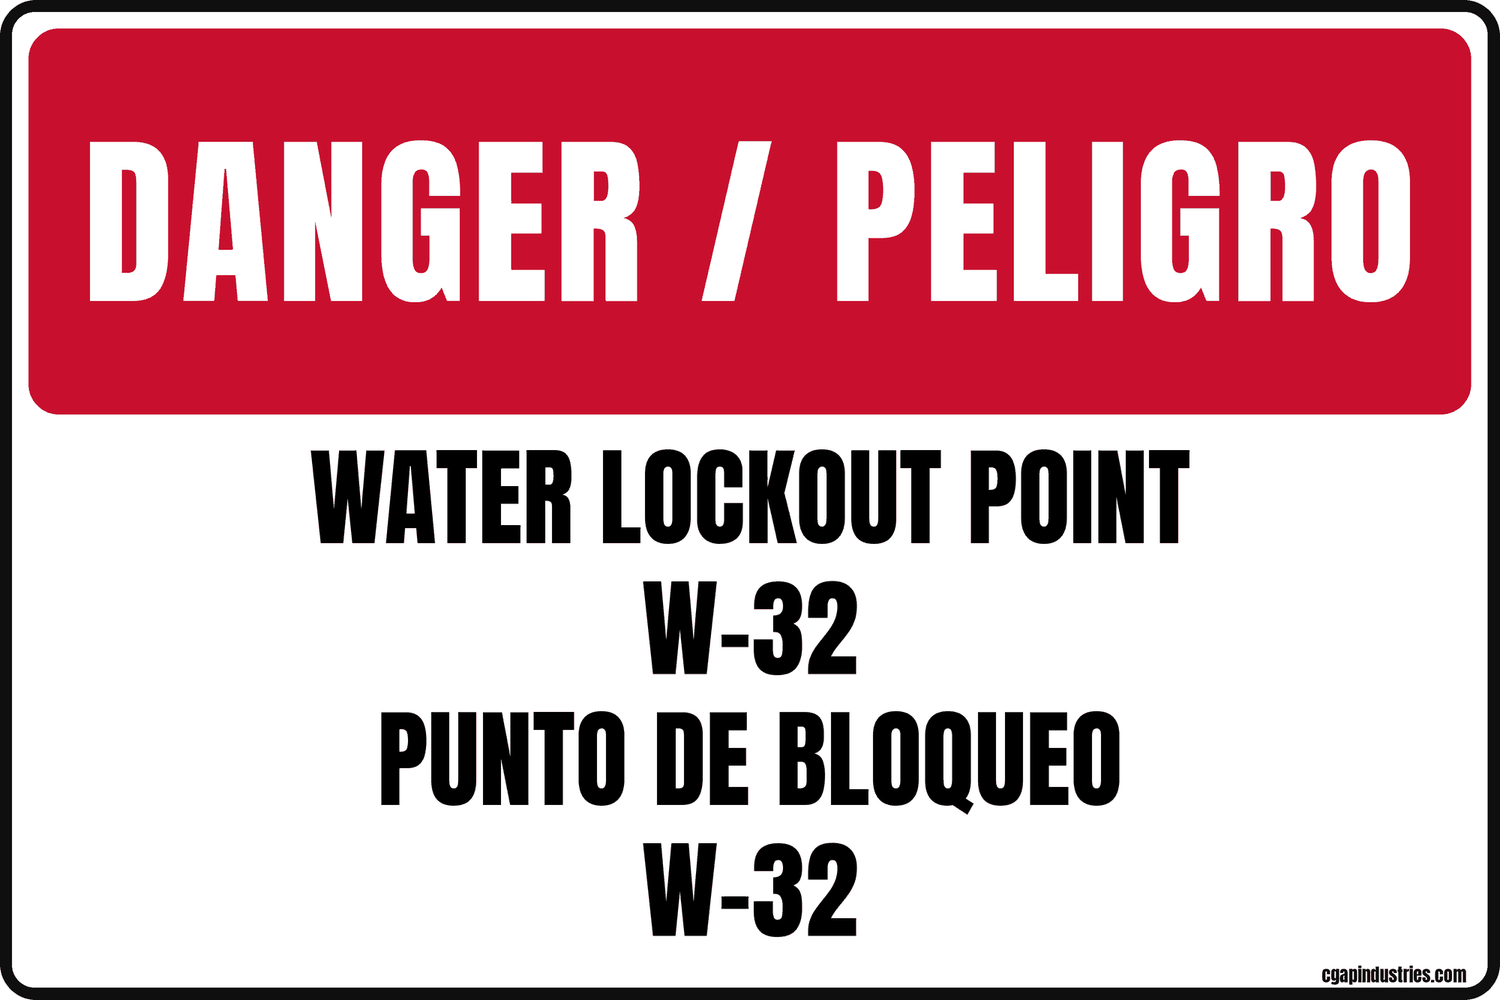 DANGER / PELIGRO
WATER LOCKOUT POINT
W-32
PUNTO DE BLOQUEO
W-32
cgapindustries.com